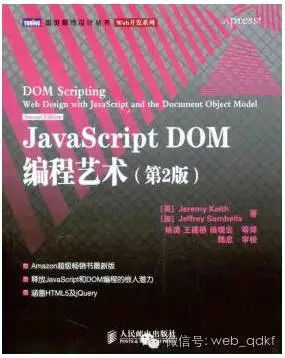 TURING
图灵程序设计丛书
Web开发系列
Apress
DOM Scripting
Web Design with JavaScript and the Document Object Model
Second Edition
JavaScript DOM
编程艺术（第2版）
[英] Jeremy Keith
[加] Jeffrey Sambells 著
杨涛 王建桥 杨晓云 等译
魏忠 审校
Amazon超级畅销书最新版
释放JavaScript和DOM编程的惊人潜力
涵盖HTML5及jQuery
人民邮电出版社
微信号: web_qdkf